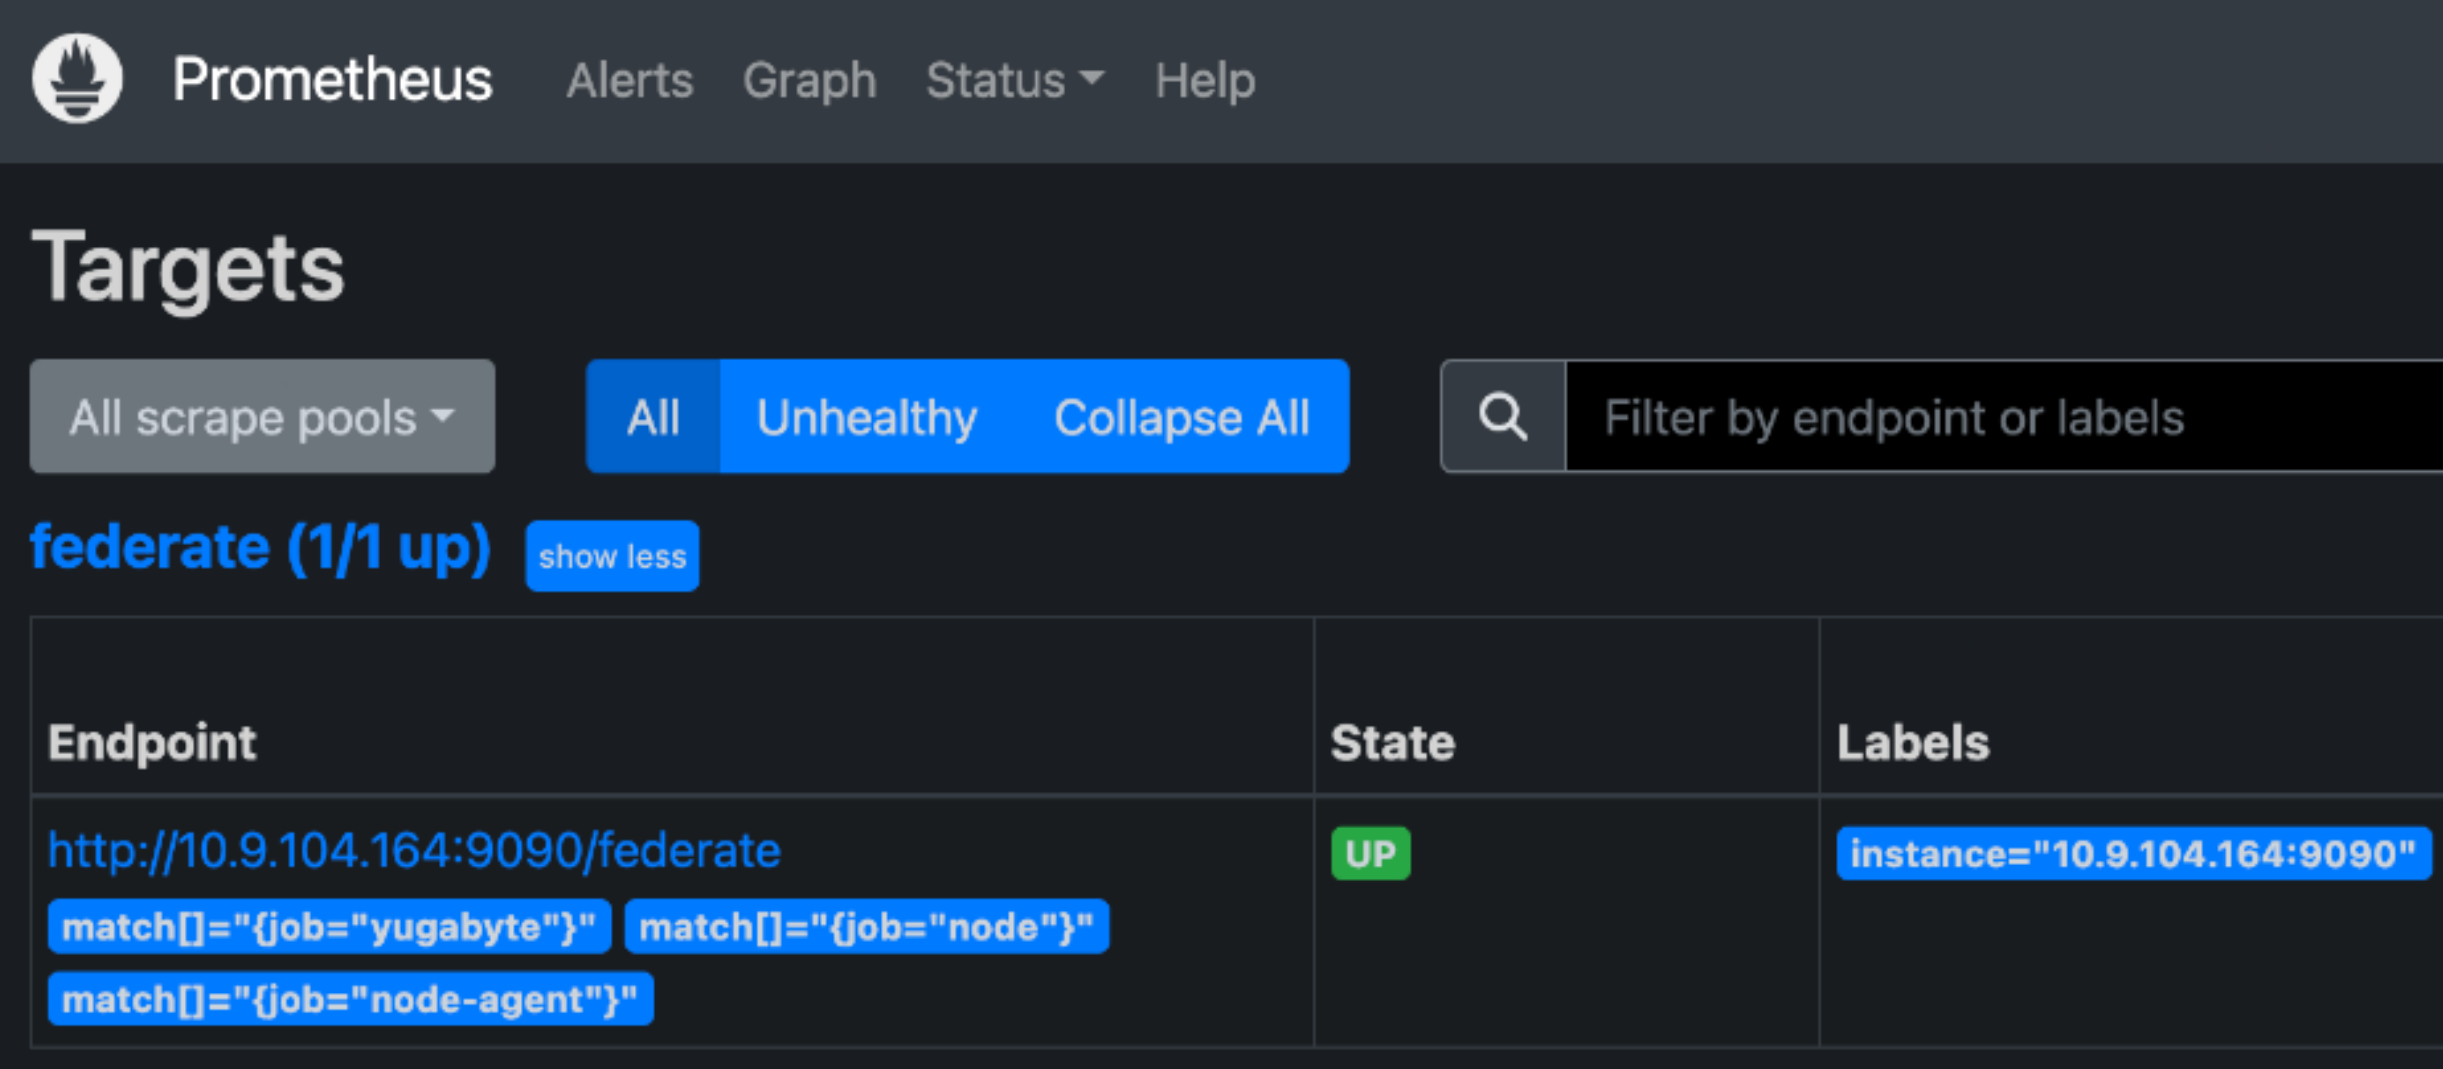 Prometheus Alerts Graph Status Help
Targets
All scrape pools All Unhealthy Collapse All Filter by endpoint or labels
federate (1/1 up) show less
Endpoint State Labels
http://10.9.104.164:9090/federate UP instance="10.9.104.164:9090"
match[]="{job="yugabyte"}" match[]="{job="node"}"
match[]="{job="node-agent"}"